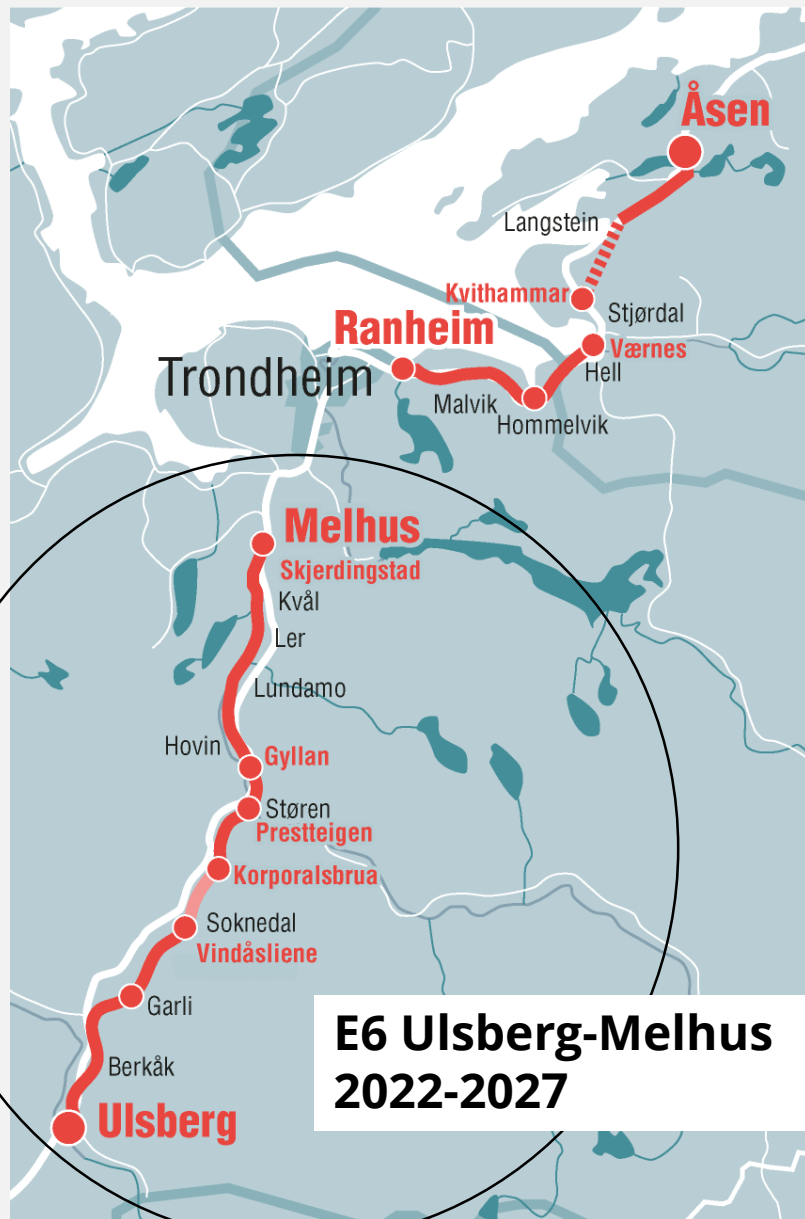 Åsen
Langstein
Kvithammar
Stjørdal
Ranheim
Værnes
Trondheim
Hell
Malvik
Hommelvik
Melhus
Skjerdingstad
Kvål
Ler
Lundamo
Hovin
Gyllan
Støren
Prestteigen
Korporalsbrua
Soknedal
Vindåsliene
Garli
E6 Ulsberg-Melhus
2022-2027
Berkåk
Ulsberg